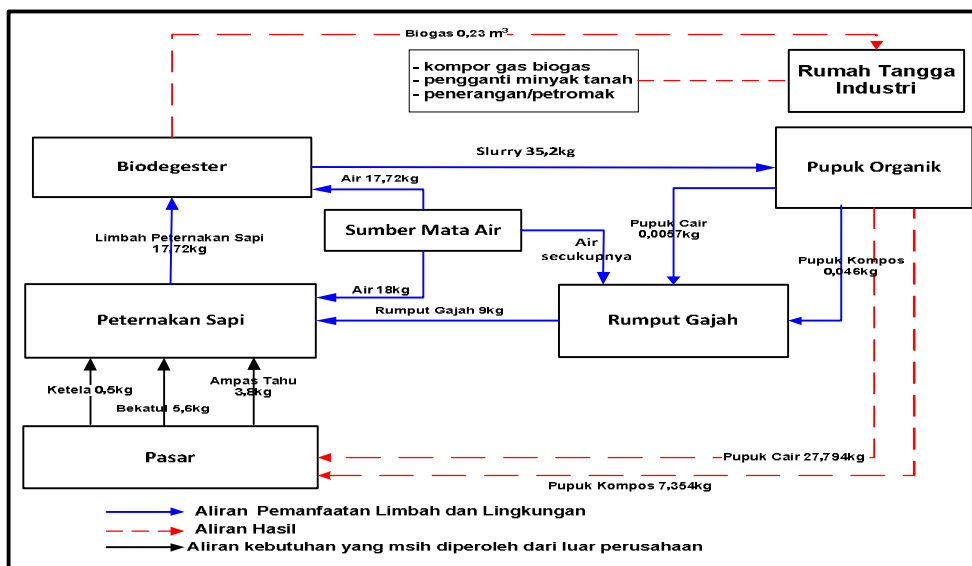 Biogas 0,23 m³
- kompor gas biogas
- pengganti minyak tanah
- penerangan/petromak
Rumah Tangga
Industri
Biodegester
Slurry 35,2kg
Pupuk Organik
Air 17,72kg
Sumber Mata Air
Limbah Peternakan Sapi
17,72kg
Air
secukupnya
Pupuk Cair
0,0057kg
Pupuk Kompos
0,046kg
Air 18kg
Peternakan Sapi
Rumput Gajah 9kg
Rumput Gajah
Ketela 0,5kg
Bekatul 5,6kg
Ampas Tahu
3,8kg
Pasar
Pupuk Cair 27,794kg
Pupuk Kompos 7,354kg
Aliran Pemanfaatan Limbah dan Lingkungan
Aliran Hasil
Aliran kebutuhan yang msih diperoleh dari luar perusahaan